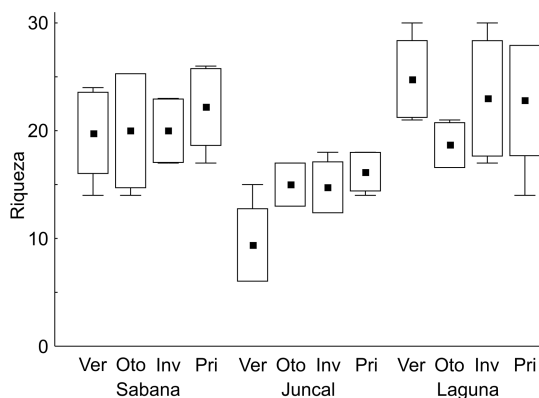 30
20
10
0
Riqueza
Ver Oto Inv Pri Ver Oto Inv Pri Ver Oto Inv Pri
Sabana Juncal Laguna